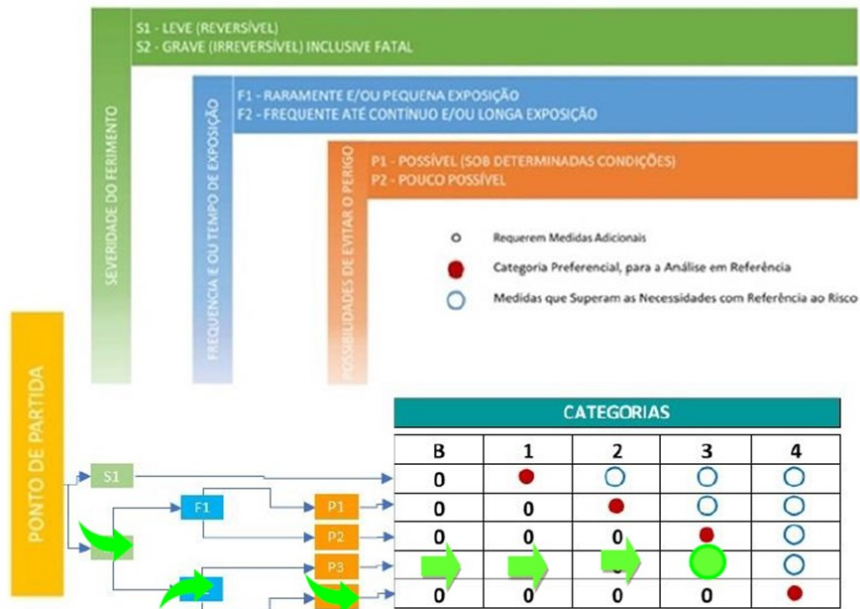 S1 - LEVE (REVERSÍVEL)
S2 - GRAVE (IRREVERSÍVEL) INCLUSIVE FATAL
F1 - RARAMENTE E/OU PEQUENA EXPOSIÇÃO
F2 - FREQUENTE ATÉ CONTÍNUO E/OU LONGA EXPOSIÇÃO
P1 - POSSÍVEL (SOB DETERMINADAS CONDIÇÕES)
P2 - POUCO POSSÍVEL
SEVERIDADE DO FERIMENTO
FREQUENCIA E OU TEMPO DE EXPOSIÇÃO
POSSIBILIDADES DE EVITAR O PERIGO
Requerem Medidas Adicionais
Categoria Preferencial, para a Análise em Referência
Medidas que Superam as Necessidades com Referência ao Risco
PONTO DE PARTIDA
CATEGORIAS
B 1 2 3 4
S1
0
F1
P1
0 0
P2
0 0 0
P3
0 0 0 0